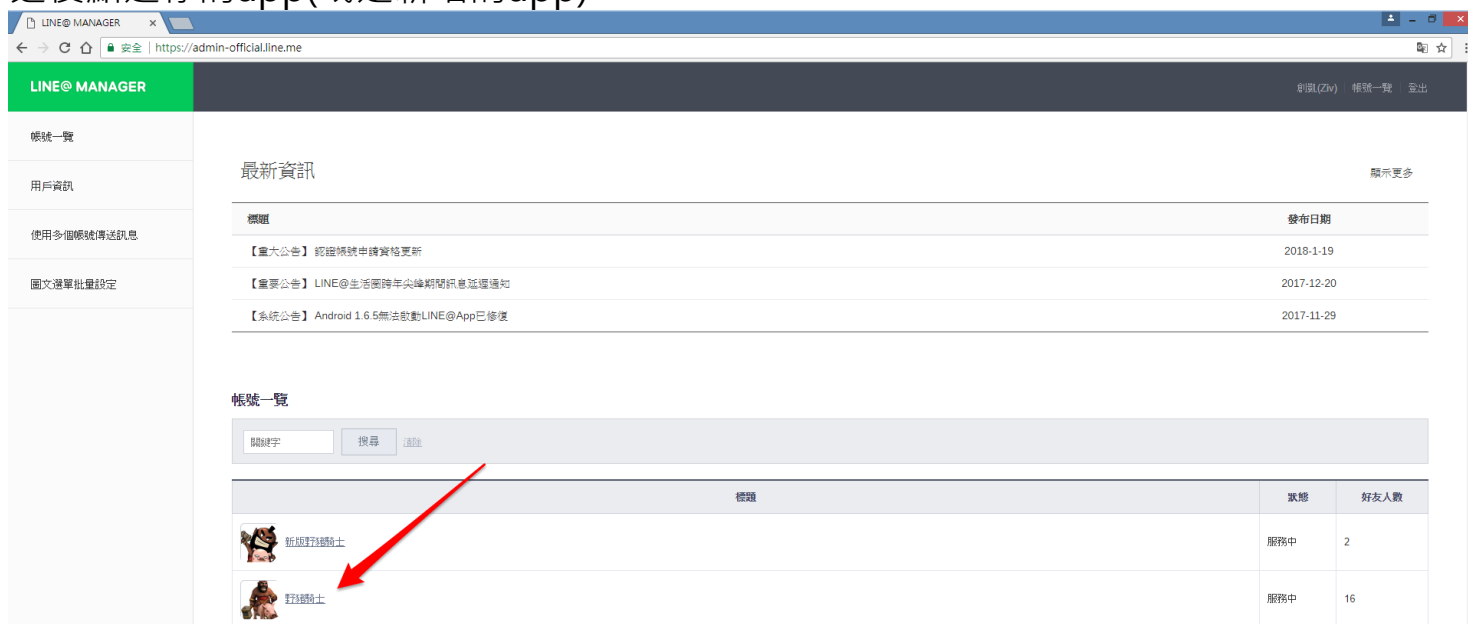 LINE@ MANAGER
安全 | https://admin-official.line.me
LINE@ MANAGER
(Ziv) 帳號一覽 登出
帳號一覽
用戶資訊
使用多個帳號傳送訊息
圖文選單批量設定
最新資訊
顯示更多
標題 發布日期
【重大公告】認證帳號申請資格更新 2018-1-19
【重要公告】LINE@生活圈跨年尖峰期間訊息延遲通知 2017-12-20
【系統公告】Android 1.6.5無法啟動LINE@App已修復 2017-11-29
帳號一覽
關鍵字 搜尋 清除
標題 狀態 好友人數
新版野豬騎士 服務中 2
野豬騎士 服務中 16